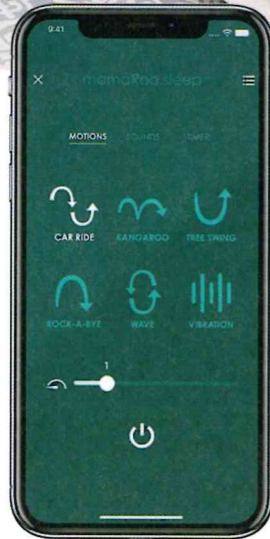 9:41
mamaRoo sleep
MOTIONS SOUNDS TIMER
CAR RIDE KANGAROO TREE SWING
ROCK-A-BYE WAVE VIBRATION
1